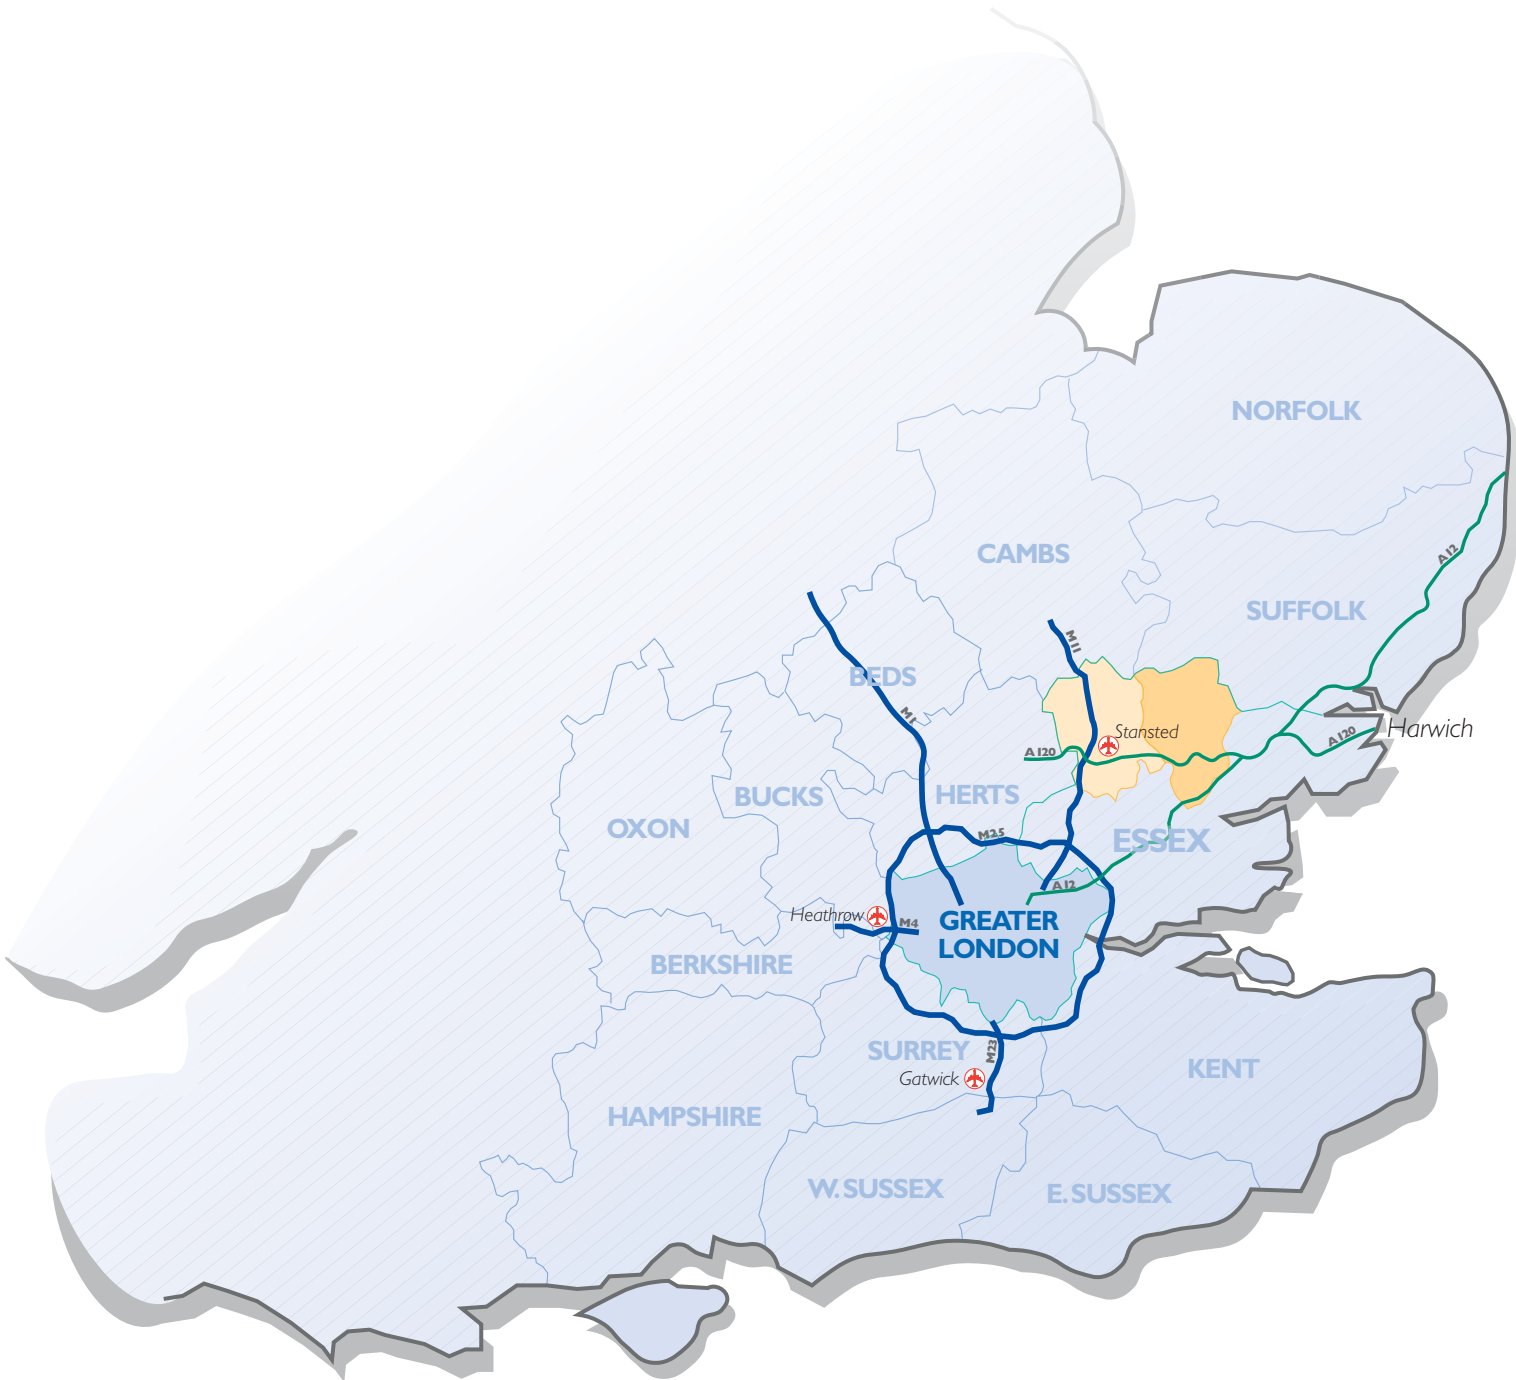 NORFOLK
CAMBS
A12
SUFFOLK
M11
BEDS
M1
Stansted
Harwich
A120
A120
BUCKS
HERTS
OXON
M25
ESSEX
A12
Heathrow
M4
GREATER
LONDON
BERKSHIRE
SURREY
M23
KENT
Gatwick
HAMPSHIRE
W. SUSSEX
E. SUSSEX